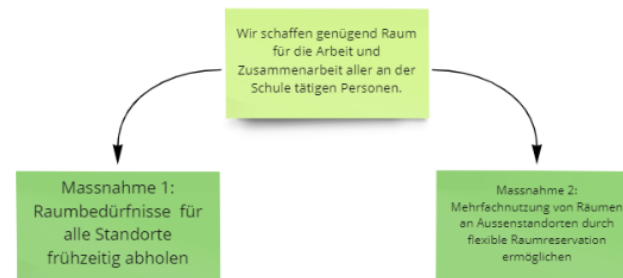 Wir schaffen genügend Raum
für die Arbeit und
Zusammenarbeit aller an der
Schule tätigen Personen.
Massnahme 1:
Raumbedürfnisse für
alle Standorte
frühzeitig abholen
Massnahme 2:
Mehrfachnutzung von Räumen
an Aussenstandorten durch
flexible Raumreservation
ermöglichen